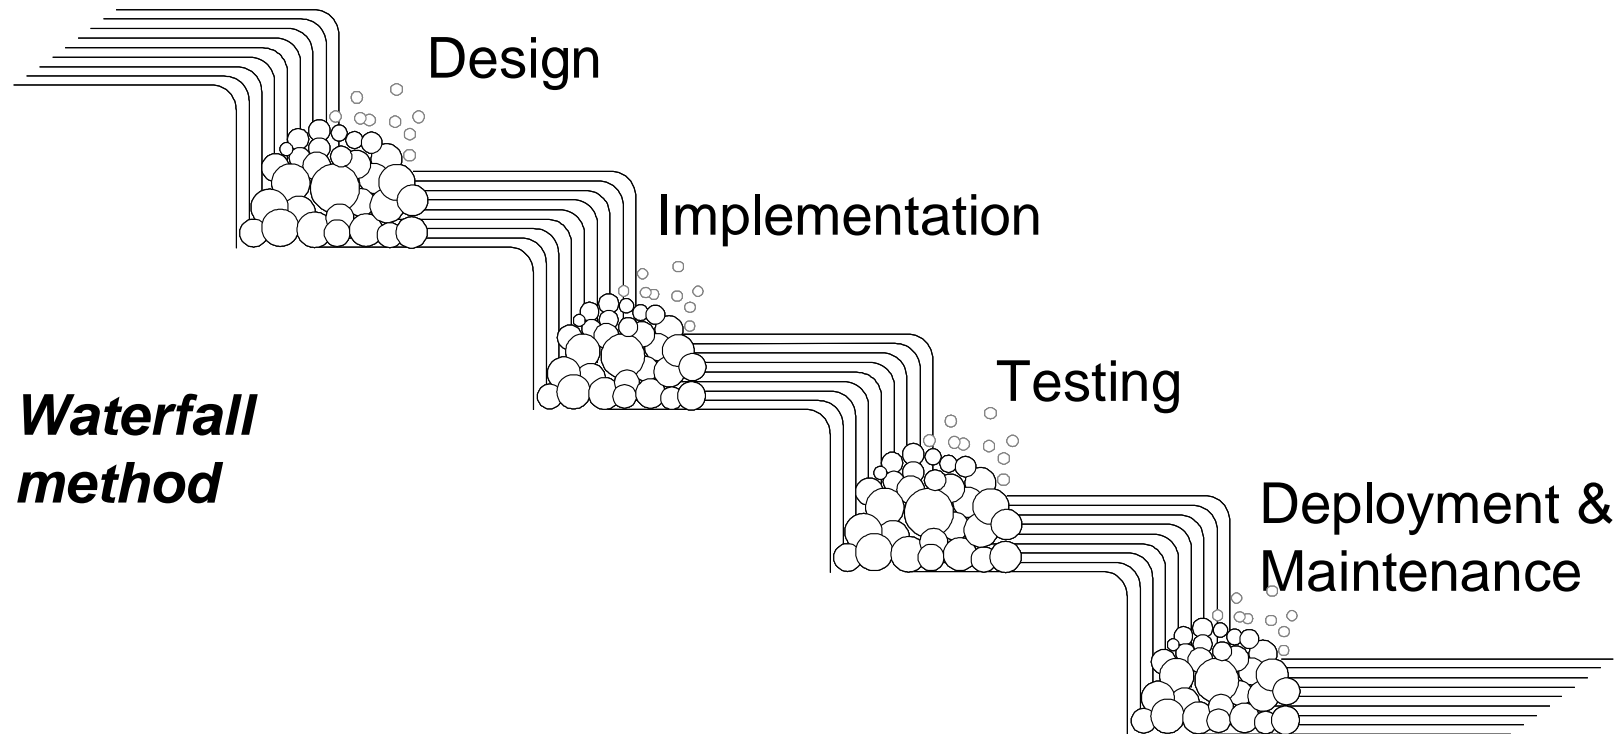 Design
Implementation
Testing
Waterfall
method
Deployment &
Maintenance